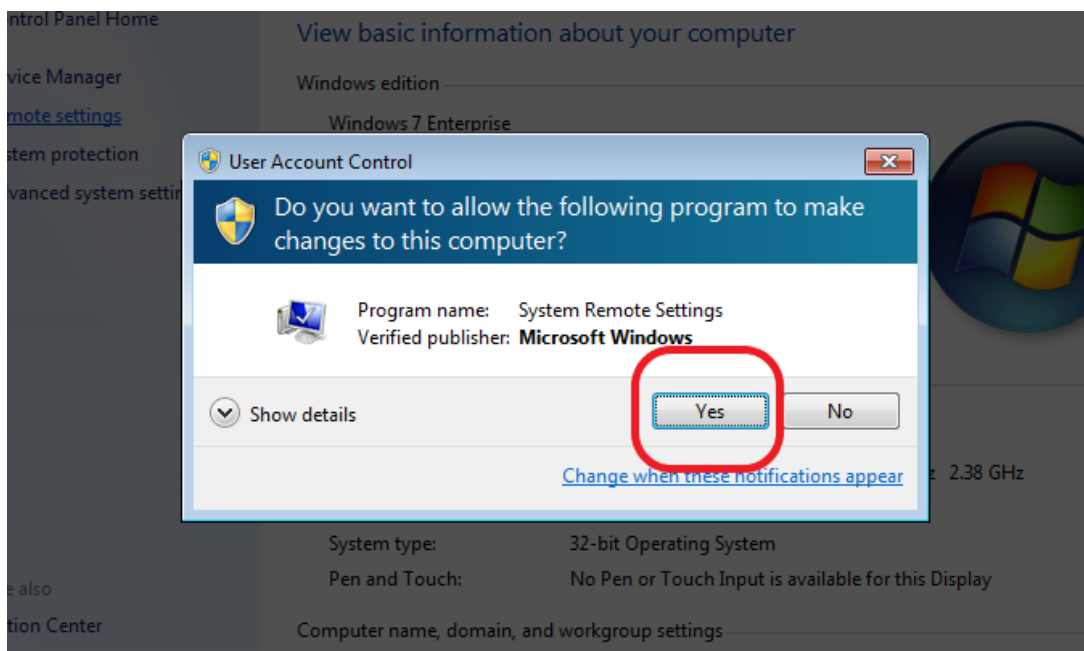 ntrol Panel Home
View basic information about your computer
vice Manager
Windows edition
mote settings
Windows 7 Enterprise
stem protection
User Account Control
vanced system settin
Do you want to allow the following program to make
changes to this computer?
Program name: System Remote Settings
Verified publisher: Microsoft Windows
Show details
Yes
No
Change when these notifications appear
z 2.38 GHz
System type: 32-bit Operating System
Pen and Touch: No Pen or Touch Input is available for this Display
e also
tion Center
Computer name, domain, and workgroup settings